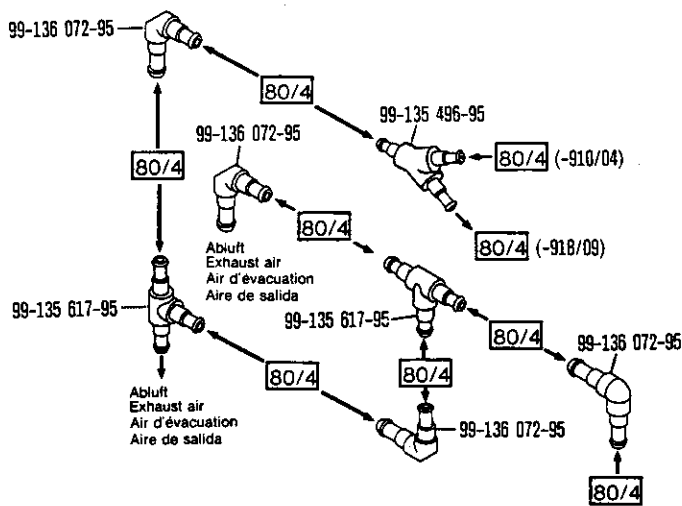 99-136 072-95
80/4
99-135 496-95
99-136 072-95
80/4 (-910/04)
80/4
80/4
80/4 (-918/09)
Abluft
Exhaust air
Air d'évacuation
Aire de salida
99-135 617-95
99-135 617-95
80/4
99-136 072-95
80/4
80/4
Abluft
Exhaust air
Air d'évacuation
Aire de salida
99-136 072-95
80/4